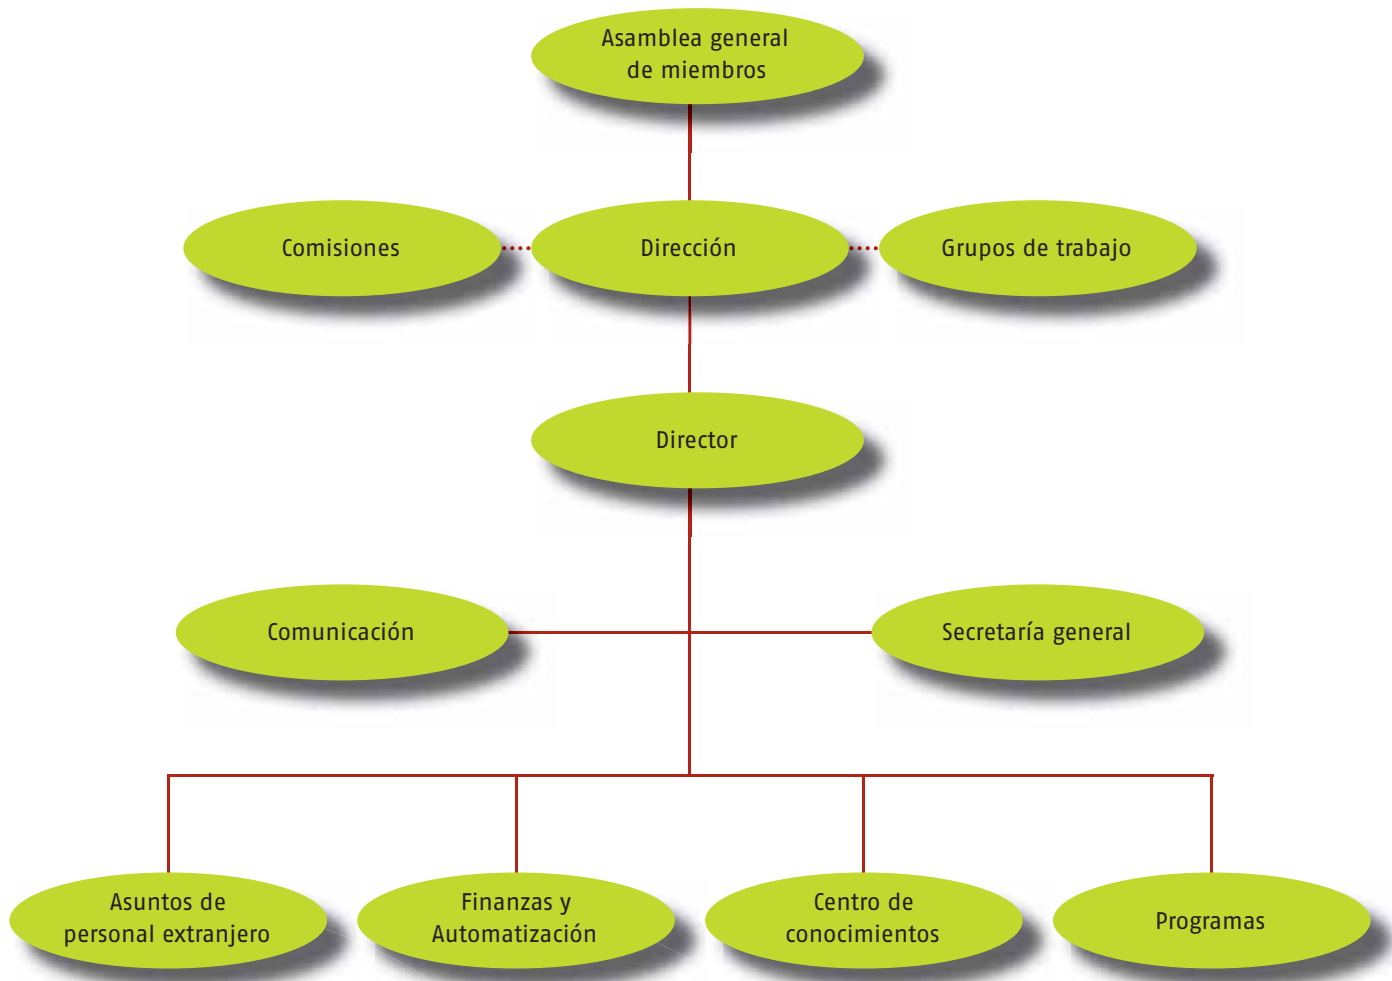 Asamblea general
de miembros
Comisiones
Dirección
Grupos de trabajo
Director
Comunicación
Secretaría general
Asuntos de
personal extranjero
Finanzas y
Automatización
Centro de
conocimientos
Programas